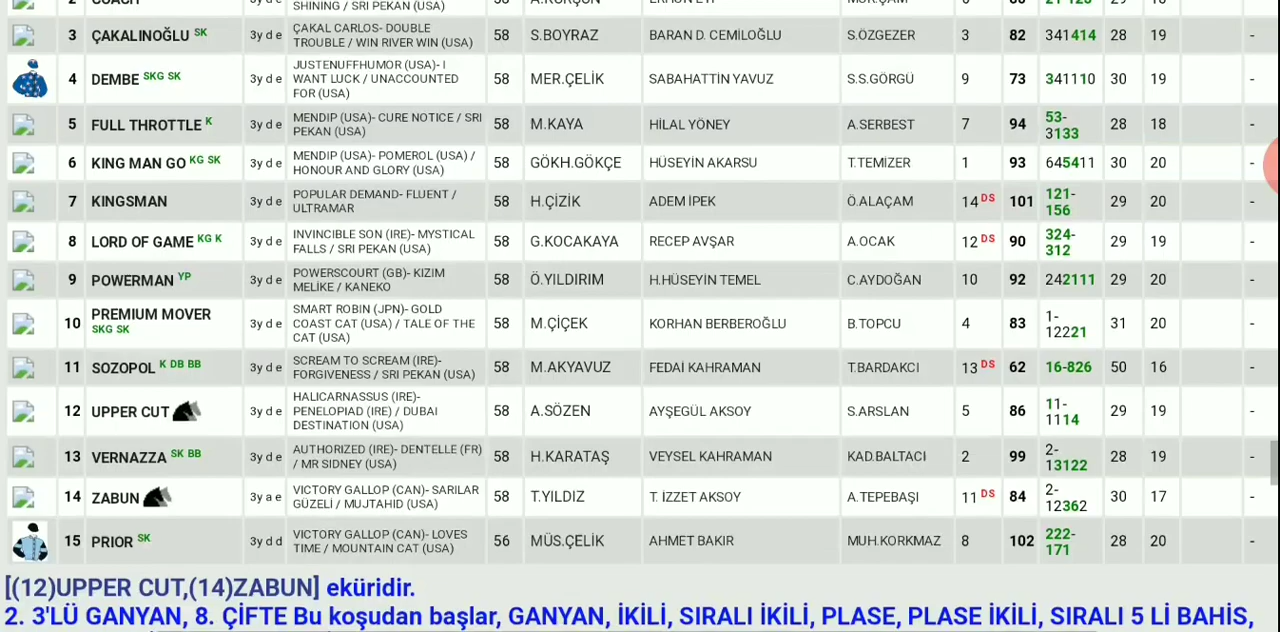 SHINING / SRI PEKAN (USA)
3 ÇAKALINOĞLU SK 3y d e ÇAKAL CARLOS- DOUBLE TROUBLE / WIN RIVER WIN (USA) 58 S.BOYRAZ BARAN D. CEMİLOĞLU S.ÖZGEZER 3 82 341414 28 19 -
4 DEMBE SKG SK 3y d e JUSTENUFFHUMOR (USA)- I WANT LUCK / UNACCOUNTED FOR (USA) 58 MER.ÇELİK SABAHATTİN YAVUZ S.S.GÖRGÜ 9 73 341110 30 19 -
5 FULL THROTTLE K 3y d e MENDIP (USA)- CURE NOTICE / SRI PEKAN (USA) 58 M.KAYA HİLAL YÖNEY A.SERBEST 7 94 53-3133 28 18 -
6 KING MAN GO KG SK 3y d e MENDIP (USA)- POMEROL (USA) / HONOUR AND GLORY (USA) 58 GÖKH.GÖKÇE HÜSEYİN AKARSU T.TEMİZER 1 93 645411 30 20 -
7 KINGSMAN 3y d e POPULAR DEMAND- FLUENT / ULTRAMAR 58 H.ÇİZİK ADEM İPEK Ö.ALAÇAM 14 DS 101 121-156 29 20 -
8 LORD OF GAME KG K 3y d e INVINCIBLE SON (IRE)- MYSTICAL FALLS / SRI PEKAN (USA) 58 G.KOCAKAYA RECEP AVŞAR A.OCAK 12 DS 90 324-312 29 19 -
9 POWERMAN YP 3y d e POWERSCOURT (GB)- KIZIM MELİKE / KANEKO 58 Ö.YILDIRIM H.HÜSEYİN TEMEL C.AYDOĞAN 10 92 242111 29 20 -
10 PREMIUM MOVER SKG SK 3y d e SMART ROBIN (JPN)- GOLD COAST CAT (USA) / TALE OF THE CAT (USA) 58 M.ÇİÇEK KORHAN BERBEROĞLU B.TOPCU 4 83 1-12221 31 20 -
11 SOZOPOL K DB BB 3y d e SCREAM TO SCREAM (IRE)- FORGIVENESS / SRI PEKAN (USA) 58 M.AKYAVUZ FEDAİ KAHRAMAN T.BARDAKCI 13 DS 62 16-826 50 16 -
12 UPPER CUT 3y d e HALICARNASSUS (IRE)- PENELOPIAD (IRE) / DUBAI DESTINATION (USA) 58 A.SÖZEN AYŞEGÜL AKSOY S.ARSLAN 5 86 11-1114 29 19 -
13 VERNAZZA SK BB 3y d e AUTHORIZED (IRE)- DENTELLE (FR) / MR SIDNEY (USA) 58 H.KARATAŞ VEYSEL KAHRAMAN KAD.BALTACI 2 99 2-13122 28 19 -
14 ZABUN 3y a e VICTORY GALLOP (CAN)- SARILAR GÜZELİ / MUJTAHID (USA) 58 T.YILDIZ T. İZZET AKSOY A.TEPEBAŞI 11 DS 84 2-12362 30 17 -
15 PRIOR SK 3y d d VICTORY GALLOP (CAN)- LOVES TIME / MOUNTAIN CAT (USA) 56 MÜS.ÇELİK AHMET BAKIR MUH.KORKMAZ 8 102 222-171 28 20 -
[(12)UPPER CUT,(14)ZABUN] eküridir.
2. 3'LÜ GANYAN, 8. ÇİFTE Bu koşudan başlar, GANYAN, İKİLİ, SIRALI İKİLİ, PLASE, PLASE İKİLİ, SIRALI 5 Lİ BAHİS,